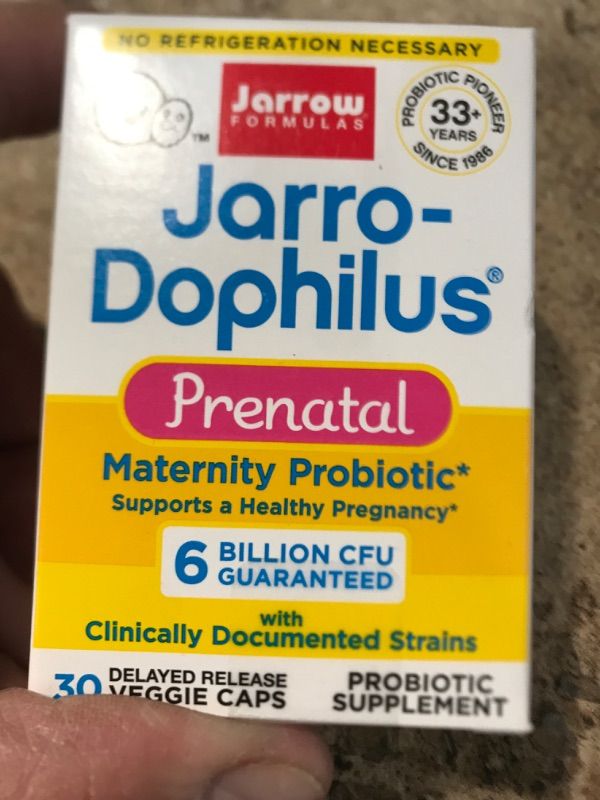 NO REFRIGERATION NECESSARY
TM
Jarrow
FORMULAS
PROBIOTIC PIONEER
33+
YEARS
SINCE 1986
Jarro-
Dophilus®
Prenatal
Maternity Probiotic*
Supports a Healthy Pregnancy*
6 BILLION CFU
GUARANTEED
with
Clinically Documented Strains
30 DELAYED RELEASE
VEGGIE CAPS
PROBIOTIC
SUPPLEMENT